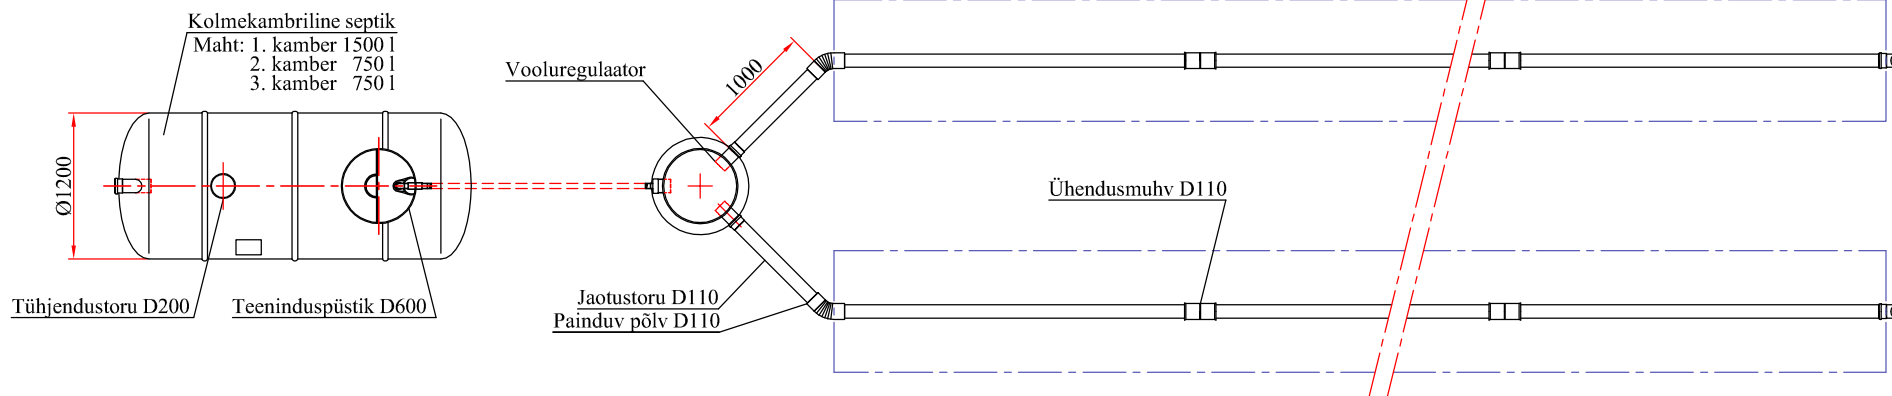 Kolmekambriline septik
Maht: 1. kamber 1500 l
2. kamber 750 l
3. kamber 750 l
Vooluregulaator
1000
Ø1200
Ühendusmuhv D110
Jaotustoru D110
Painduv põlv D110
Tühjendustoru D200
Teeninduspüstik D600